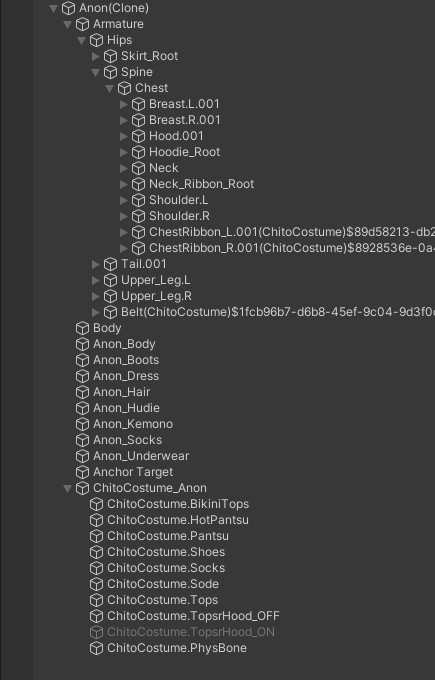 Anon(Clone)
Armature
Hips
Skirt_Root
Spine
Chest
Breast.L.001
Breast.R.001
Hood.001
Hoodie_Root
Neck
Neck_Ribbon_Root
Shoulder.L
Shoulder.R
ChestRibbon_L.001(ChitoCostume)$89d58213-db2
ChestRibbon_R.001(ChitoCostume)$8928536e-0a
Tail.001
Upper_Leg.L
Upper_Leg.R
Belt(ChitoCostume)$1fcb96b7-d6b8-45ef-9c04-9d3f0
Body
Anon_Body
Anon_Boots
Anon_Dress
Anon_Hair
Anon_Hudie
Anon_Kemono
Anon_Socks
Anon_Underwear
Anchor Target
ChitoCostume_Anon
ChitoCostume.BikiniTops
ChitoCostume.HotPantsu
ChitoCostume.Pantsu
ChitoCostume.Shoes
ChitoCostume.Socks
ChitoCostume.Sode
ChitoCostume.Tops
ChitoCostume.TopsrHood_OFF
ChitoCostume.TopsrHood_ON
ChitoCostume.PhysBone